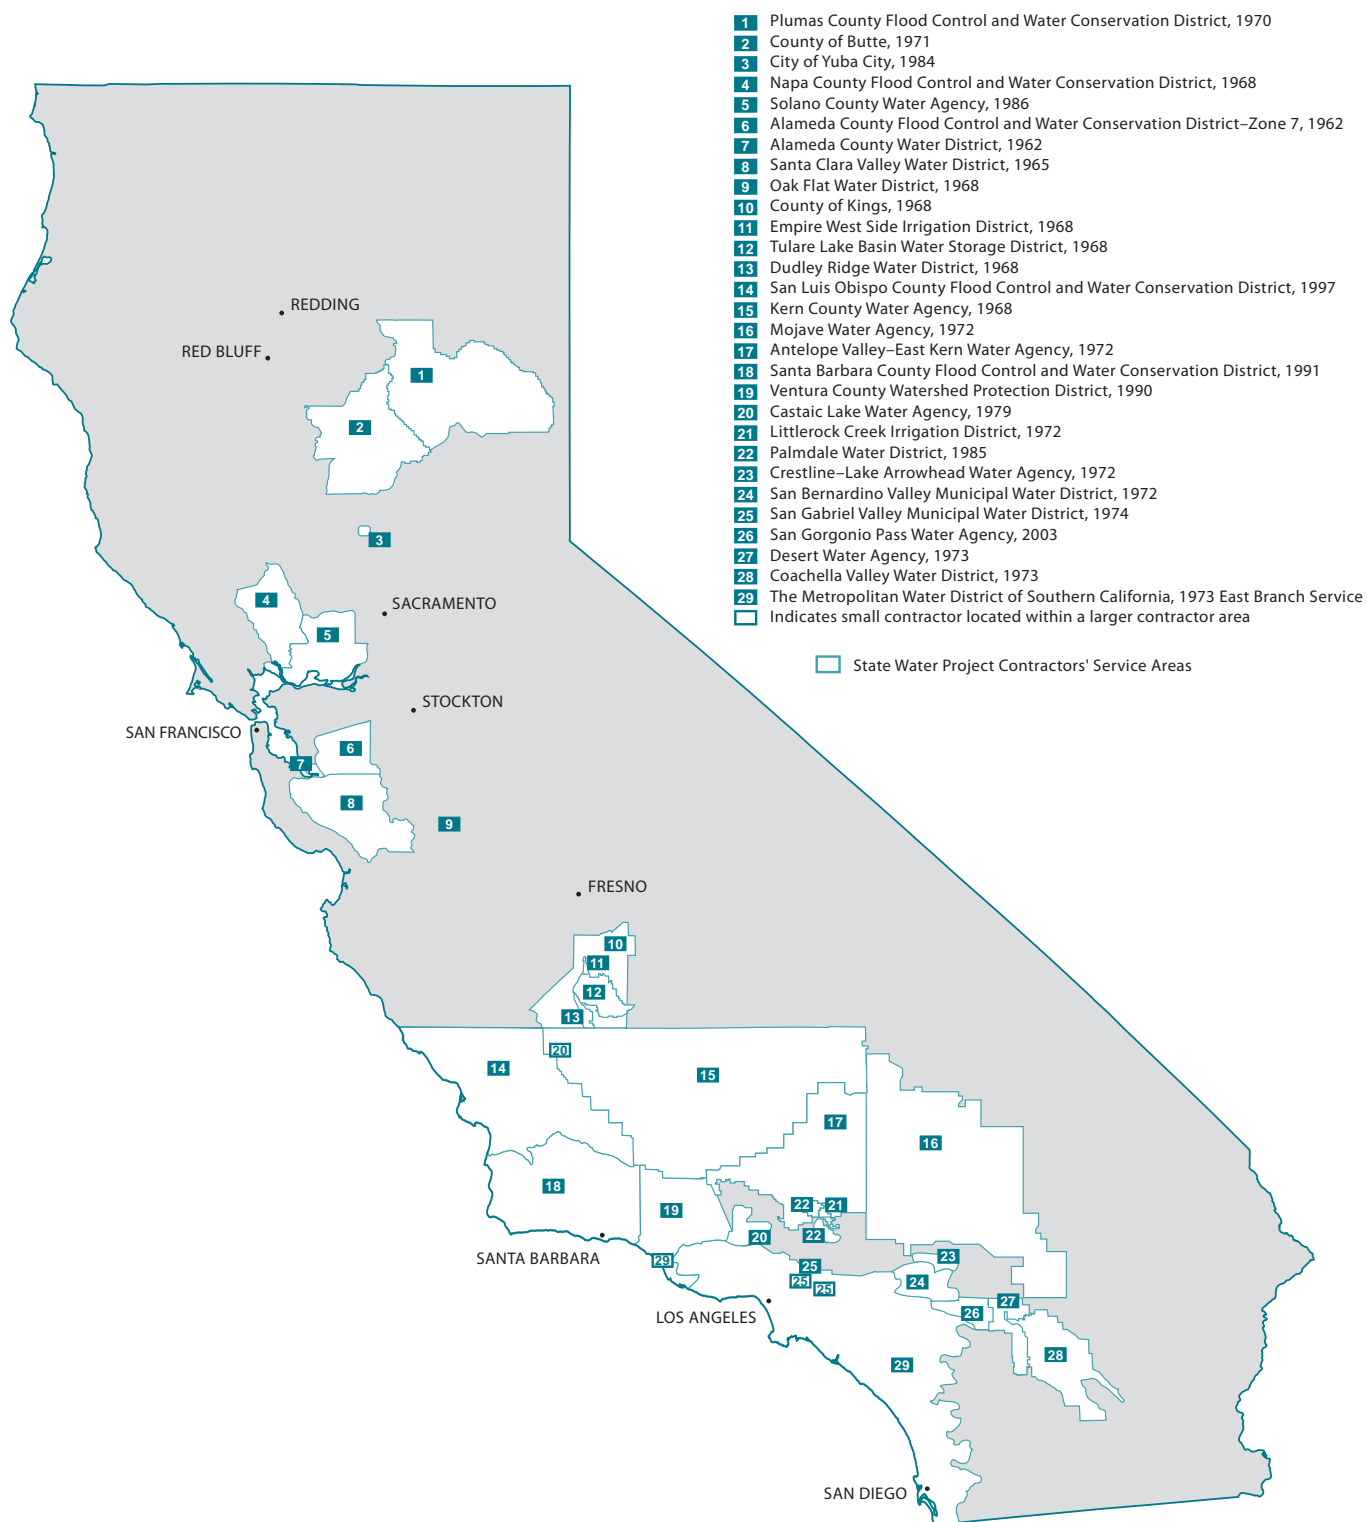 1 Plumas County Flood Control and Water Conservation District, 1970
2 County of Butte, 1971
3 City of Yuba City, 1984
4 Napa County Flood Control and Water Conservation District, 1968
5 Solano County Water Agency, 1986
6 Alameda County Flood Control and Water Conservation District–Zone 7, 1962
7 Alameda County Water District, 1962
8 Santa Clara Valley Water District, 1965
9 Oak Flat Water District, 1968
10 County of Kings, 1968
11 Empire West Side Irrigation District, 1968
12 Tulare Lake Basin Water Storage District, 1968
13 Dudley Ridge Water District, 1968
14 San Luis Obispo County Flood Control and Water Conservation District, 1997
15 Kern County Water Agency, 1968
16 Mojave Water Agency, 1972
17 Antelope Valley–East Kern Water Agency, 1972
18 Santa Barbara County Flood Control and Water Conservation District, 1991
19 Ventura County Watershed Protection District, 1990
20 Castaic Lake Water Agency, 1979
21 Littlerock Creek Irrigation District, 1972
22 Palmdale Water District, 1985
23 Crestline–Lake Arrowhead Water Agency, 1972
24 San Bernardino Valley Municipal Water District, 1972
25 San Gabriel Valley Municipal Water District, 1974
26 San Gorgonio Pass Water Agency, 2003
27 Desert Water Agency, 1973
28 Coachella Valley Water District, 1973
29 The Metropolitan Water District of Southern California, 1973 East Branch Service
Indicates small contractor located within a larger contractor area
State Water Project Contractors' Service Areas
REDDING
RED BLUFF
1
2
3
4
SACRAMENTO
5
STOCKTON
SAN FRANCISCO
6
7
8
9
FRESNO
10
11
12
13
20
14
15
17
16
18
22
21
19
20
22
SANTA BARBARA
29
23
25
25
25
24
LOS ANGELES
27
26
28
29
SAN DIEGO